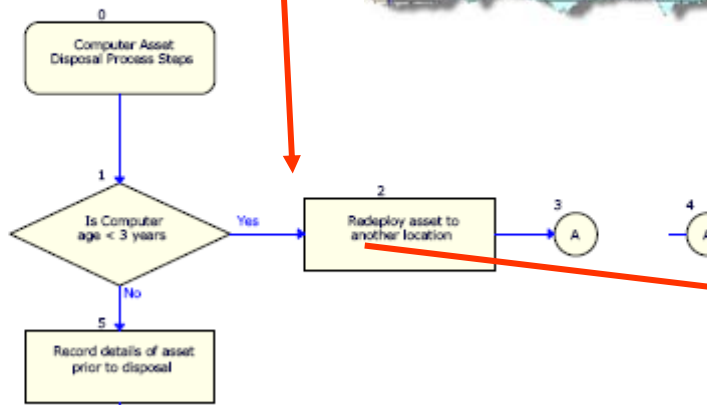 0
Computer Asset
Disposal Process Steps
1
Is Computer
age < 3 years
Yes
2
Redeploy asset to
another location
3
A
4
A
No
5
Record details of asset
prior to disposal